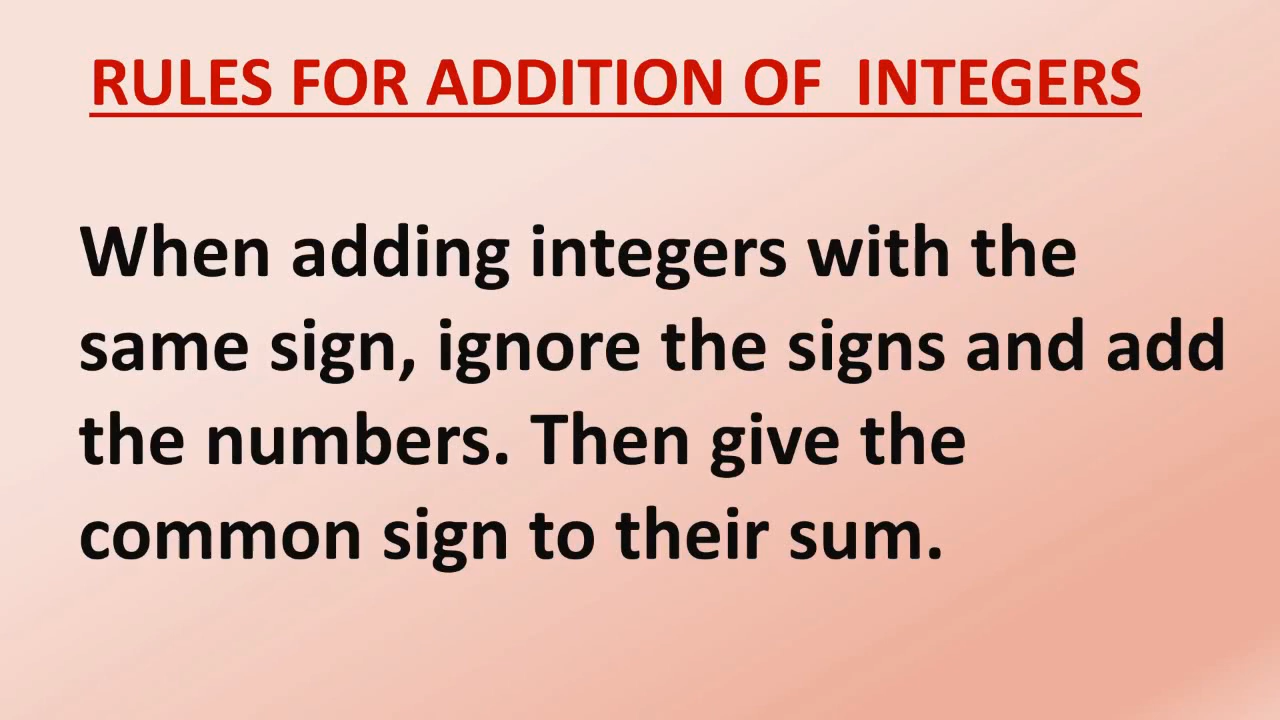 RULES FOR ADDITION OF  INTEGERS
When adding integers with the
same sign, ignore the signs and add
the numbers. Then give the
common sign to their sum.